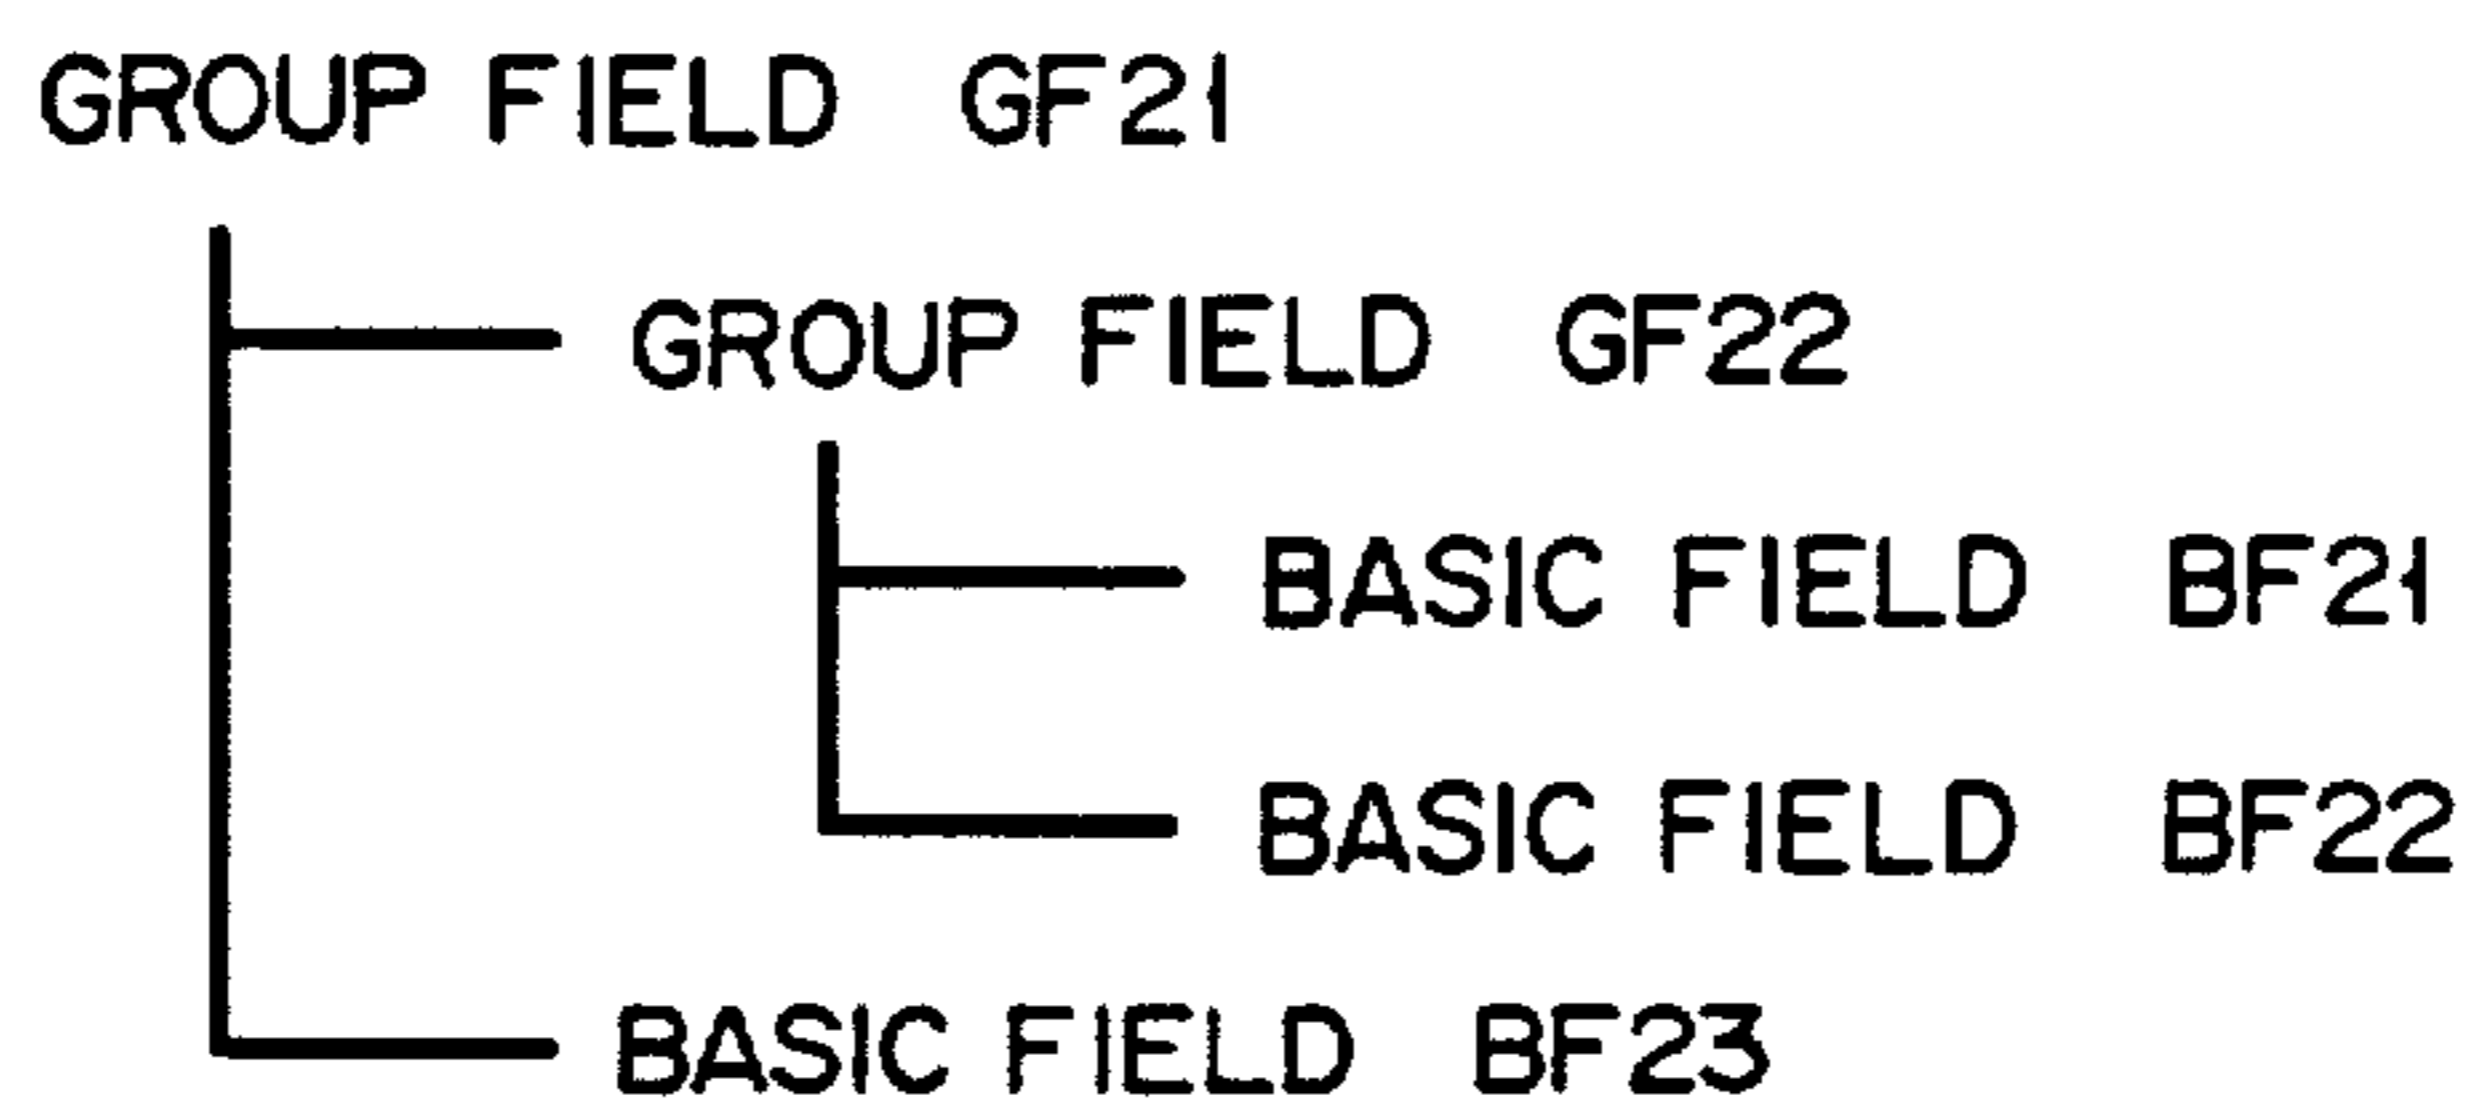 GROUP FIELD GF21
GROUP FIELD GF22
BASIC FIELD BF21
BASIC FIELD BF22
BASIC FIELD BF23